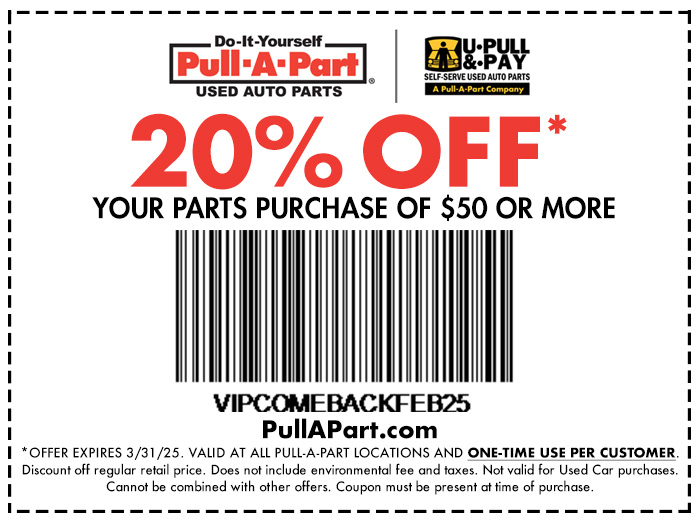 Do-It-Yourself
Pull-A-Part®
USED AUTO PARTS
U•PULL
&•PAY
SELF-SERVE USED AUTO PARTS
A Pull-A-Part Company
20% OFF*
YOUR PARTS PURCHASE OF $50 OR MORE
VIPCOMEBACKFEB25
PullAPart.com
*OFFER EXPIRES 3/31/25. VALID AT ALL PULL-A-PART LOCATIONS AND ONE-TIME USE PER CUSTOMER.
Discount off regular retail price. Does not include environmental fee and taxes. Not valid for Used Car purchases.
Cannot be combined with other offers. Coupon must be present at time of purchase.